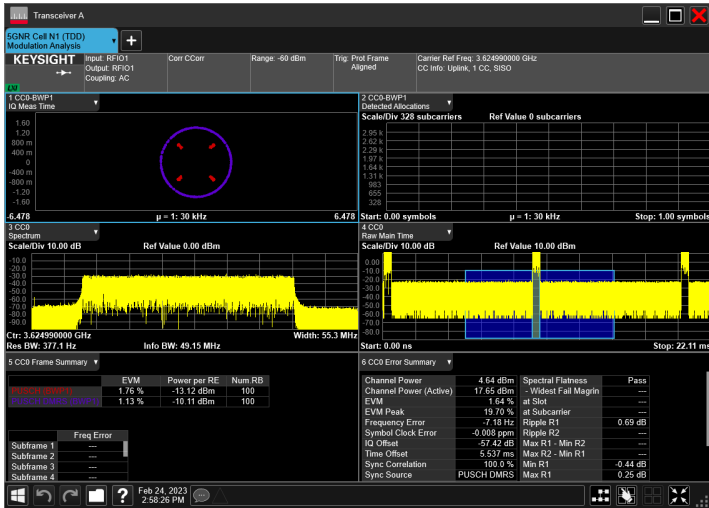 Transceiver A
5GNR Cell N1 (TDD)
Modulation Analysis
KEYSIGHT
LXI
Input: RFIO1
Output: RFIO1
Coupling: AC
Corr CCorr
Range: -60 dBm
Trig: Prot Frame
Aligned
Carrier Ref Freq: 3.624990000 GHz
CC Info: Uplink, 1 CC, SISO
1 CC0-BWP1
IQ Meas Time
1.60
1.20
800 m
400 m
0
-400 m
-800 m
-1.20
-1.60
-6.478
µ = 1: 30 kHz
6.478
2 CC0-BWP1
Detected Allocations
Scale/Div 328 subcarriers
Ref Value 0 subcarriers
2.95 k
2.62 k
2.29 k
1.97 k
1.64 k
1.31 k
983
655
328
Start: 0.00 symbols
µ = 1: 30 kHz
Stop: 1.00 symbols
3 CC0
Spectrum
Scale/Div 10.00 dB
Ref Value 0.00 dBm
-10.0
-20.0
-30.0
-40.0
-50.0
-60.0
-70.0
-80.0
-90.0
Ctr: 3.624990000 GHz
Width: 55.3 MHz
Res BW: 377.1 Hz
Info BW: 49.15 MHz
4 CC0
Raw Main Time
Scale/Div 10.00 dB
Ref Value 10.00 dBm
0.00
-10.0
-20.0
-30.0
-40.0
-50.0
-60.0
-70.0
-80.0
Start: 0.00 ns
Stop: 22.11 ms
5 CC0 Frame Summary
EVM Power per RE Num.RB
1.76 % -13.12 dBm 100
1.13 % -10.11 dBm 100
Freq Error
Subframe 1 ---
Subframe 2 ---
Subframe 3 ---
Subframe 4 ---
6 CC0 Error Summary
Channel Power 4.64 dBm
Channel Power (Active) 17.65 dBm
EVM 1.64 %
EVM Peak 19.70 %
Frequency Error -7.18 Hz
Symbol Clock Error -0.008 ppm
IQ Offset -57.42 dB
Time Offset 5.537 ms
Sync Correlation 100.0 %
Sync Source PUSCH DMRS
Spectral Flatness Pass
- Widest Fail Magrin ---
at Slot ---
at Subcarrier ---
Ripple R1 0.69 dB
Ripple R2 ---
Max R1 - Min R2 ---
Max R2 - Min R1 ---
Min R1 -0.44 dB
Max R1 0.25 dB
Feb 24, 2023
2:58:26 PM